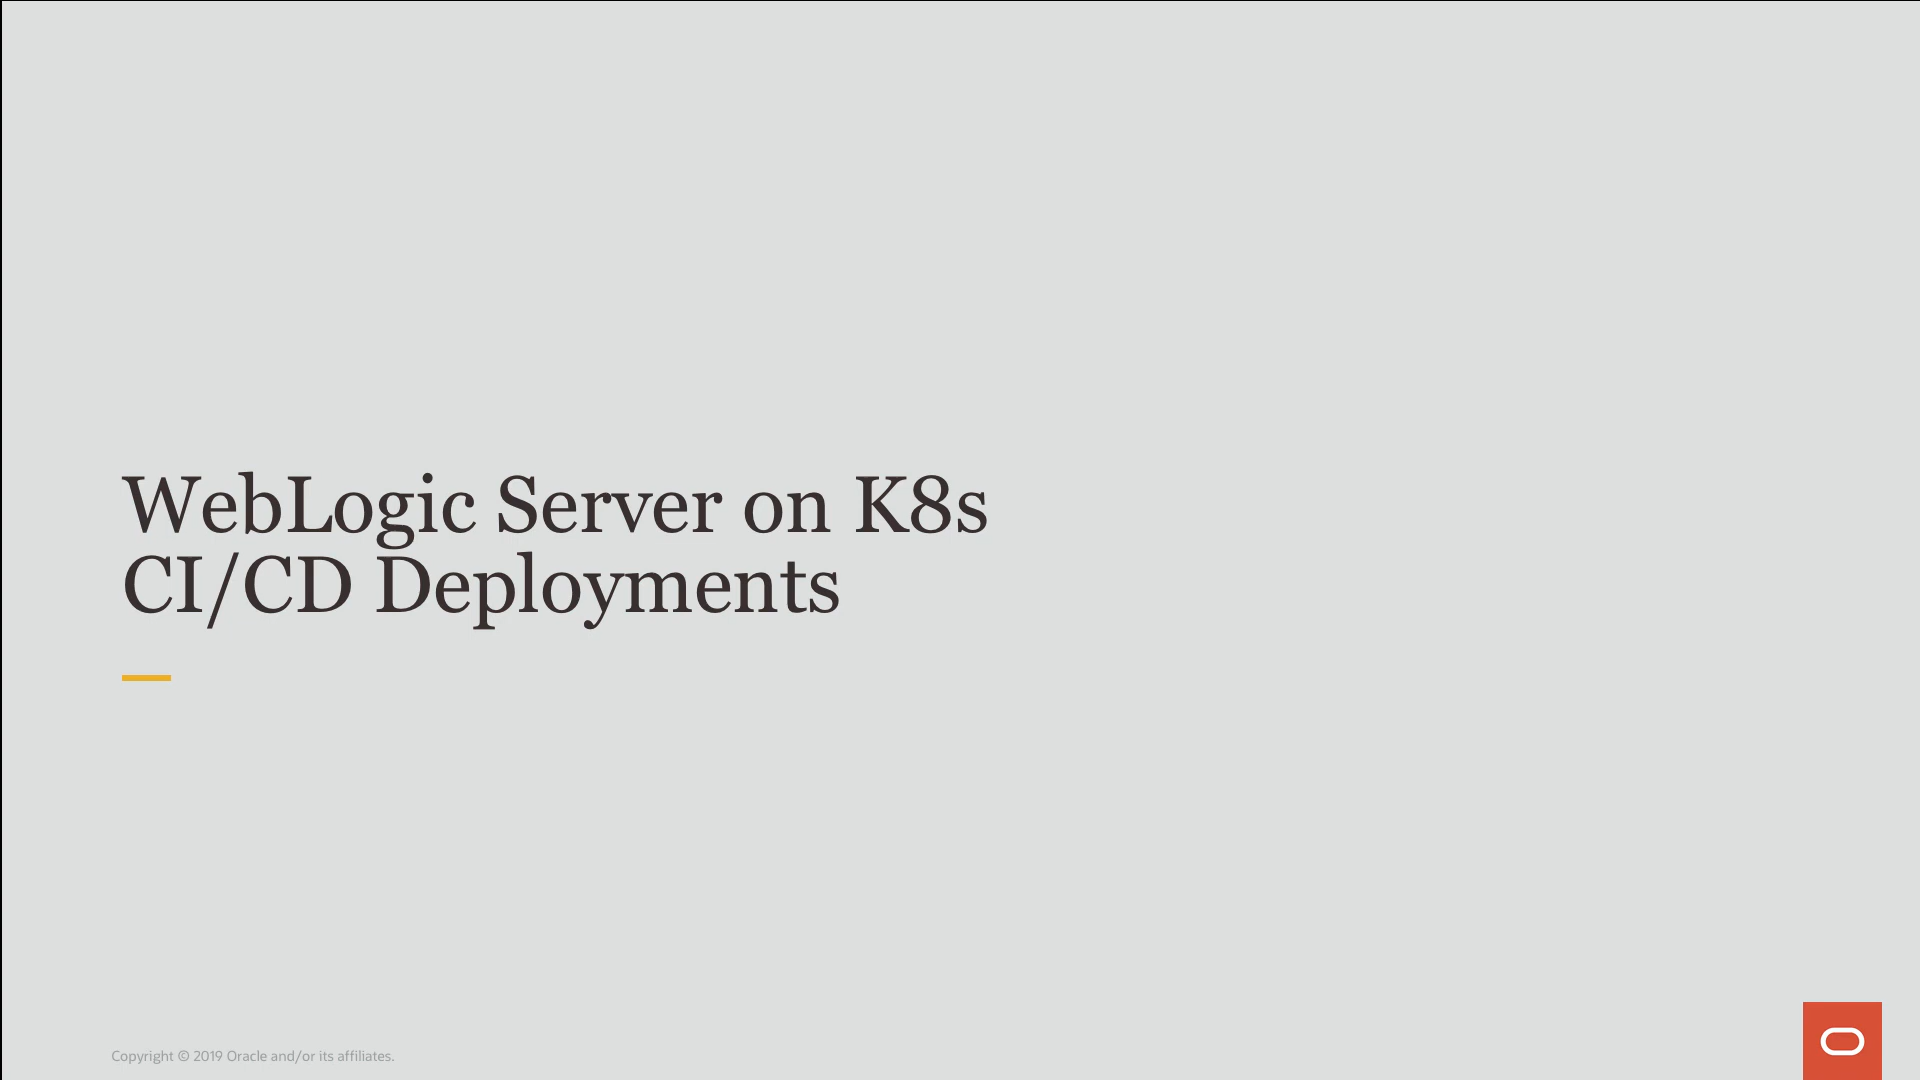 WebLogic Server on K8s
CI/CD Deployments
Copyright © 2019 Oracle and/or its affiliates.